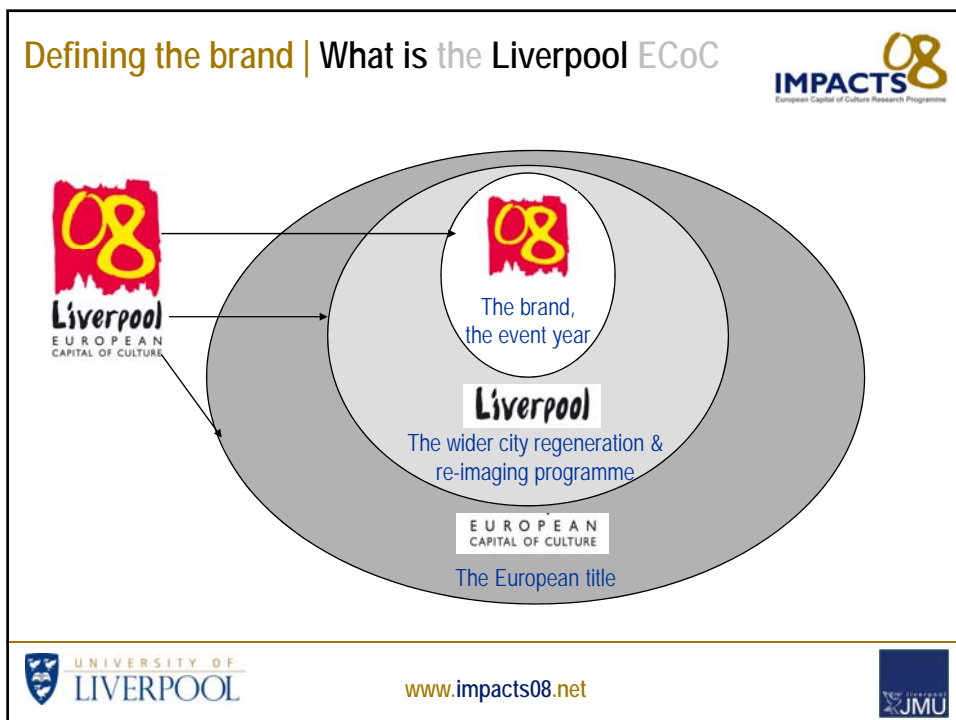 Defining the brand | What is the Liverpool ECoC
IMPACTS 08
European Capital of Culture Research Programme
08
Liverpool
EUROPEAN
CAPITAL OF CULTURE
08
The brand,
the event year
Liverpool
The wider city regeneration &
re-imaging programme
EUROPEAN
CAPITAL OF CULTURE
The European title
UNIVERSITY OF
LIVERPOOL
www.impacts08.net
Liverpool
JMU